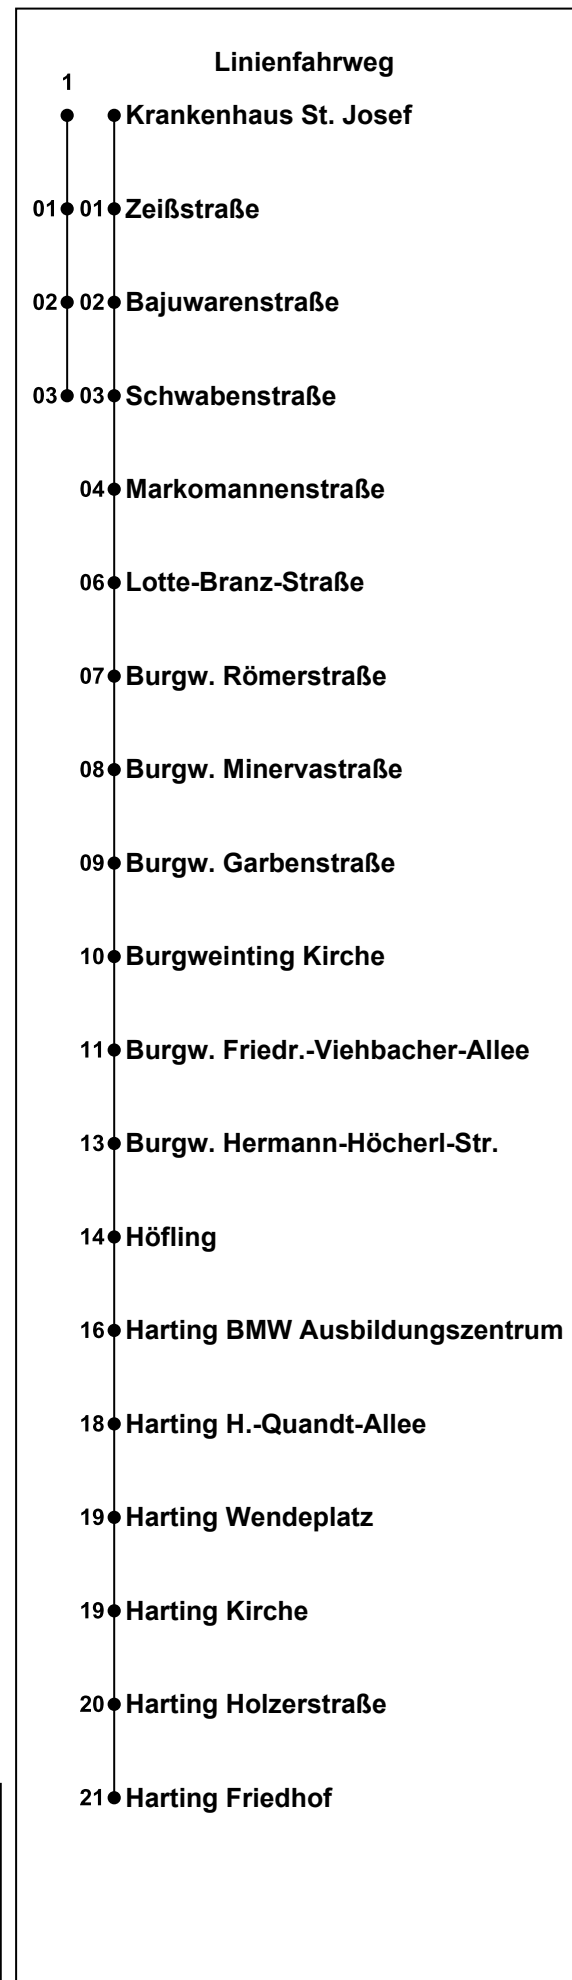 Linienfahrweg
1
Krankenhaus St. Josef
01 01 Zeißstraße
02 02 Bajuwarenstraße
03 03 Schwabenstraße
04 Markomannenstraße
06 Lotte-Branz-Straße
07 Burgw. Römerstraße
08 Burgw. Minervastraße
09 Burgw. Garbenstraße
10 Burgweinting Kirche
11 Burgw. Friedr.-Viehbacher-Allee
13 Burgw. Hermann-Höcherl-Str.
14 Höfling
16 Harting BMW Ausbildungszentrum
18 Harting H.-Quandt-Allee
19 Harting Wendeplatz
19 Harting Kirche
20 Harting Holzerstraße
21 Harting Friedhof